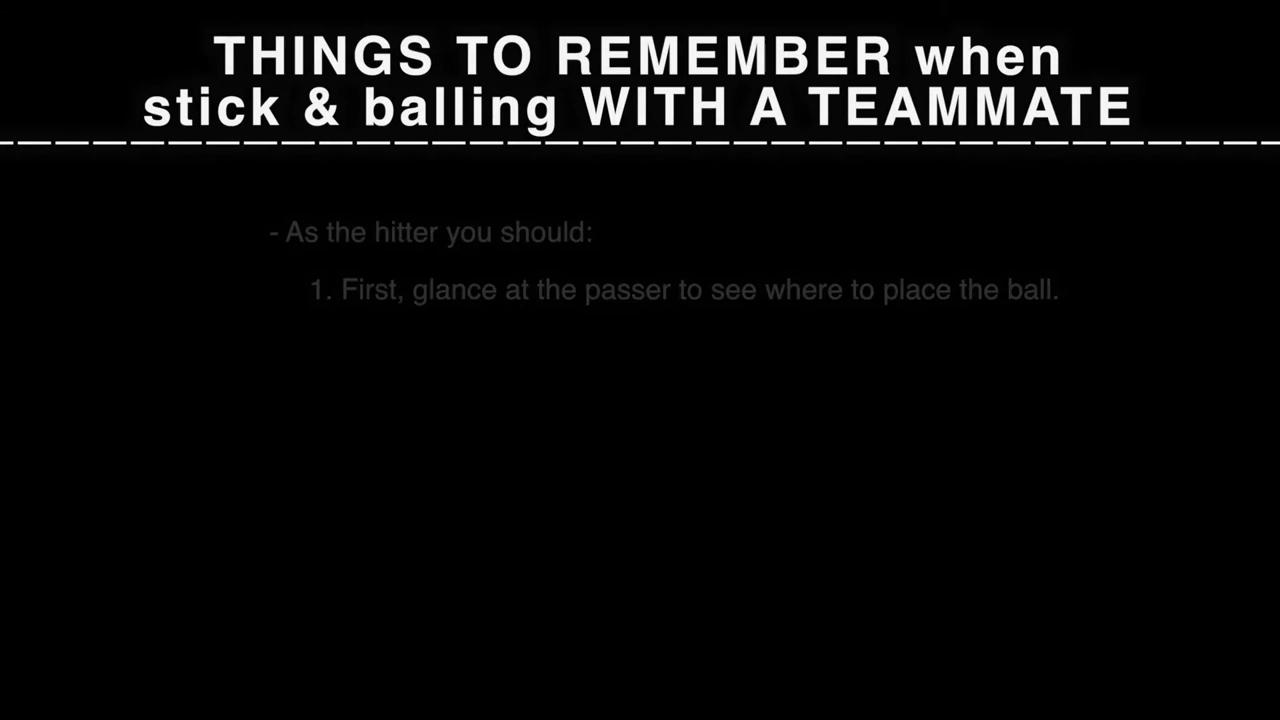 THINGS TO REMEMBER when
stick & balling WITH A TEAMMATE
- As the hitter you should:
1. First, glance at the passer to see where to place the ball.